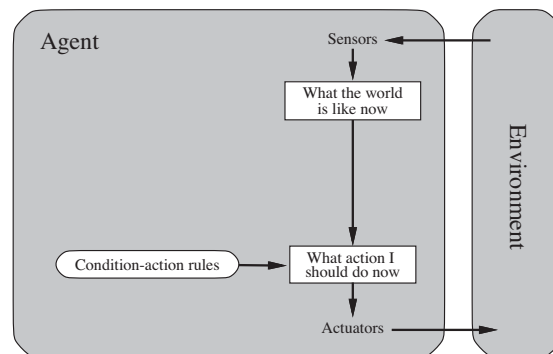 Agent
Sensors
What the world
is like now
Environment
Condition-action rules
What action I
should do now
Actuators